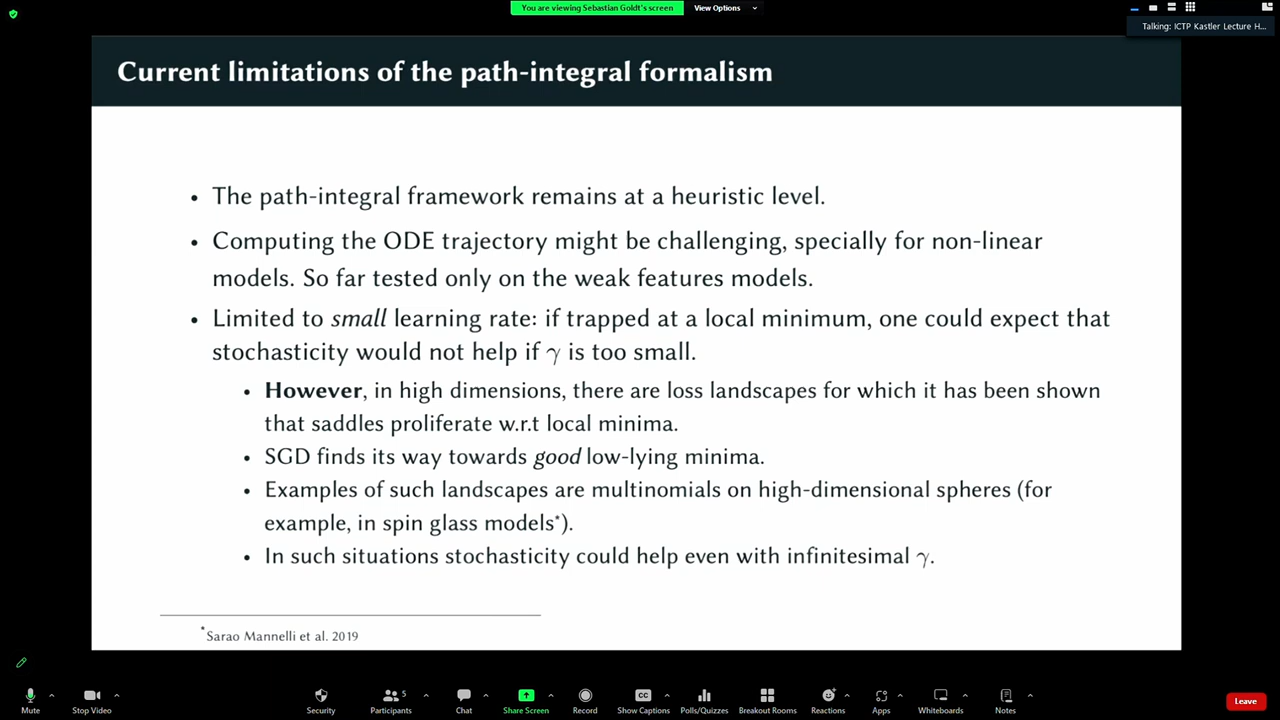 You are viewing Sebastian Goldt's screen
View Options
Talking: ICTP Kastler Lecture H...
Current limitations of the path-integral formalism
• The path-integral framework remains at a heuristic level.
• Computing the ODE trajectory might be challenging, specially for non-linear
models. So far tested only on the weak features models.
• Limited to small learning rate: if trapped at a local minimum, one could expect that
stochasticity would not help if γ is too small.
• However, in high dimensions, there are loss landscapes for which it has been shown
that saddles proliferate w.r.t local minima.
• SGD finds its way towards good low-lying minima.
• Examples of such landscapes are multinomials on high-dimensional spheres (for
example, in spin glass models*).
• In such situations stochasticity could help even with infinitesimal γ.
*Sarao Mannelli et al. 2019
Mute
Stop Video
Security
Participants
5
Chat
Share Screen
Record
CC
Show Captions
Polls/Quizzes
Breakout Rooms
Reactions
Apps
Whiteboards
Notes
Leave